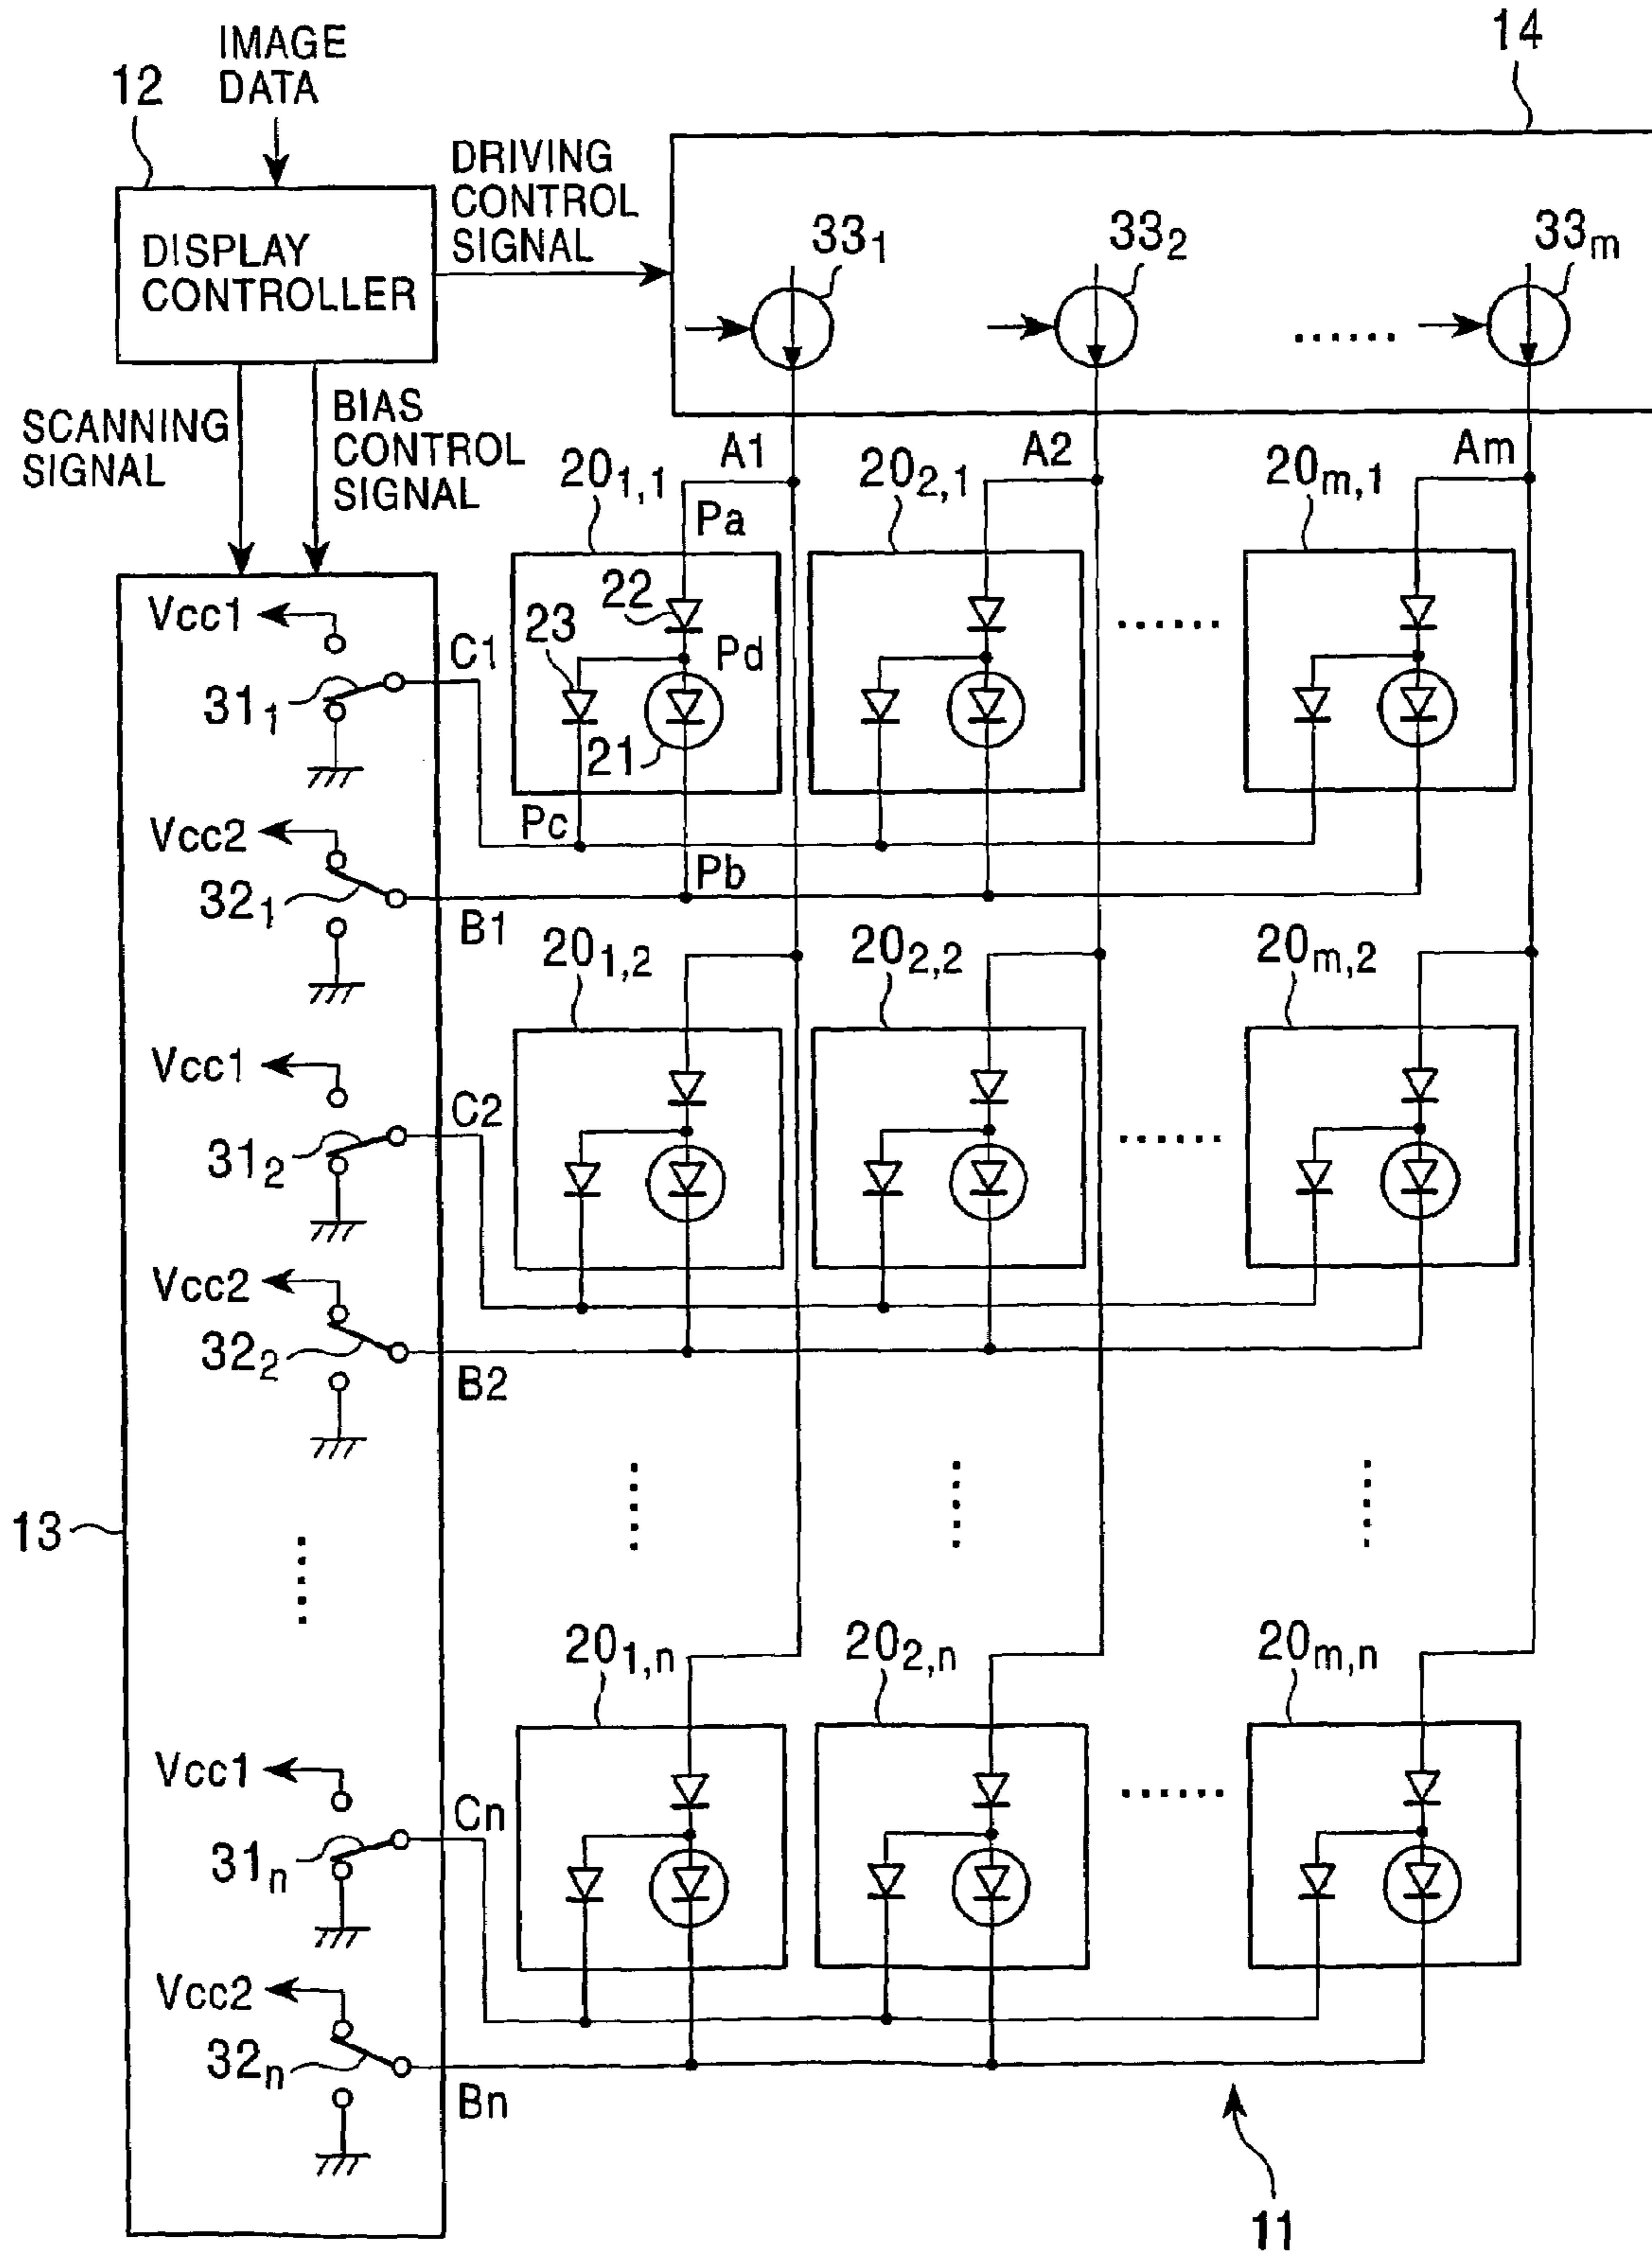 IMAGE
DATA
12
14
DRIVING
CONTROL
SIGNAL
DISPLAY
CONTROLLER
33₁
33₂
33ₘ
......
SCANNING
SIGNAL
BIAS
CONTROL
SIGNAL
A1
A2
Am
20₁,₁
20₂,₁
20ₘ,₁
Pa
Vcc1
22
23
Pd
......
C1
31₁
21
Pc
Vcc2
Pb
32₁
B1
20₁,₂
20₂,₂
20ₘ,₂
Vcc1
C2
......
31₂
Vcc2
32₂
B2
13
20₁,ₙ
20₂,ₙ
20ₘ,ₙ
Vcc1
......
Cn
31ₙ
Vcc2
32ₙ
Bn
11